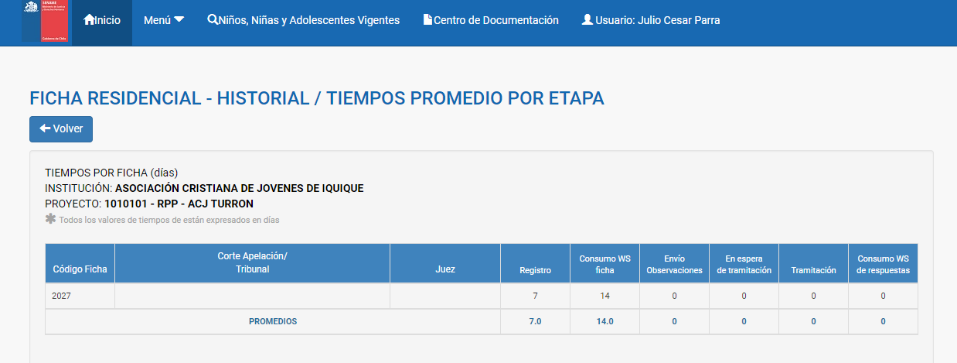 SENAME
Gobierno de Chile
Inicio
Menú
Niños, Niñas y Adolescentes Vigentes
Centro de Documentación
Usuario: Julio Cesar Parra
FICHA RESIDENCIAL - HISTORIAL / TIEMPOS PROMEDIO POR ETAPA
Volver
TIEMPOS POR FICHA (días)
INSTITUCIÓN: ASOCIACIÓN CRISTIANA DE JOVENES DE IQUIQUE
PROYECTO: 1010101 - RPP - ACJ TURRON
Todos los valores de tiempos de están expresados en días
Código Ficha
Corte Apelación/
Tribunal
Juez
Registro
Consumo WS
ficha
Envío
Observaciones
En espera
de tramitación
Tramitación
Consumo WS
de respuestas
2027 7 14 0 0 0 0
PROMEDIOS 7.0 14.0 0 0 0 0